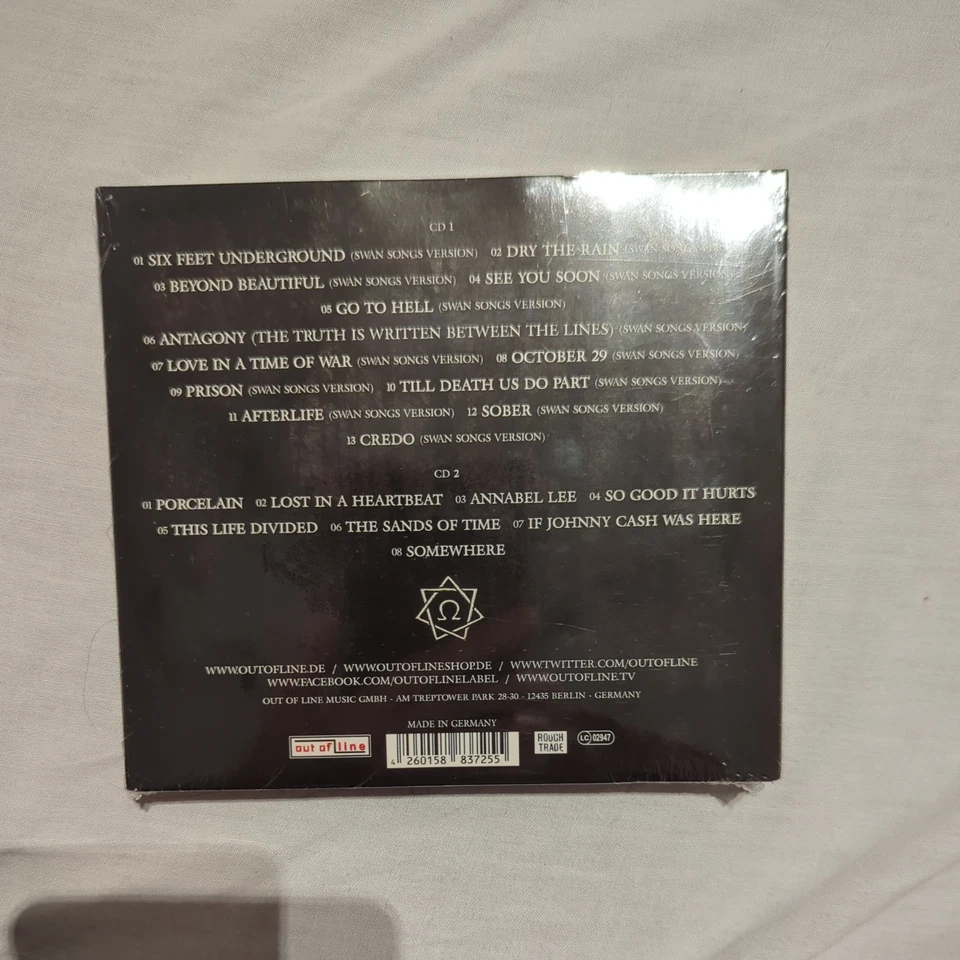 CD 1
01 SIX FEET UNDERGROUND (SWAN SONGS VERSION) 02 DRY THE RAIN (SWAN SONGS
03 BEYOND BEAUTIFUL (SWAN SONGS VERSION) 04 SEE YOU SOON (SWAN SONGS VERSION)
05 GO TO HELL (SWAN SONGS VERSION)
06 ANTAGONY (THE TRUTH IS WRITTEN BETWEEN THE LINES) (SWAN SONGS VERSION)
07 LOVE IN A TIME OF WAR (SWAN SONGS VERSION) 08 OCTOBER 29 (SWAN SONGS VERSION)
09 PRISON (SWAN SONGS VERSION) 10 TILL DEATH US DO PART (SWAN SONGS VERSION)
11 AFTERLIFE (SWAN SONGS VERSION) 12 SOBER (SWAN SONGS VERSION)
13 CREDO (SWAN SONGS VERSION)
CD 2
01 PORCELAIN 02 LOST IN A HEARTBEAT 03 ANNABEL LEE 04 SO GOOD IT HURTS
05 THIS LIFE DIVIDED 06 THE SANDS OF TIME 07 IF JOHNNY CASH WAS HERE
08 SOMEWHERE
Ω
WWW.OUTOFLINE.DE / WWW.OUTOFLINESHOP.DE / WWW.TWITTER.COM/OUTOFLINE
WWW.FACEBOOK.COM/OUTOFLINELABEL / WWW.OUTOFLINE.TV
OUT OF LINE MUSIC GMBH - AM TREPTOWER PARK 28-30 - 12435 BERLIN - GERMANY
MADE IN GERMANY
out of line
4 260158 837255
ROUGH TRADE
LC 02947